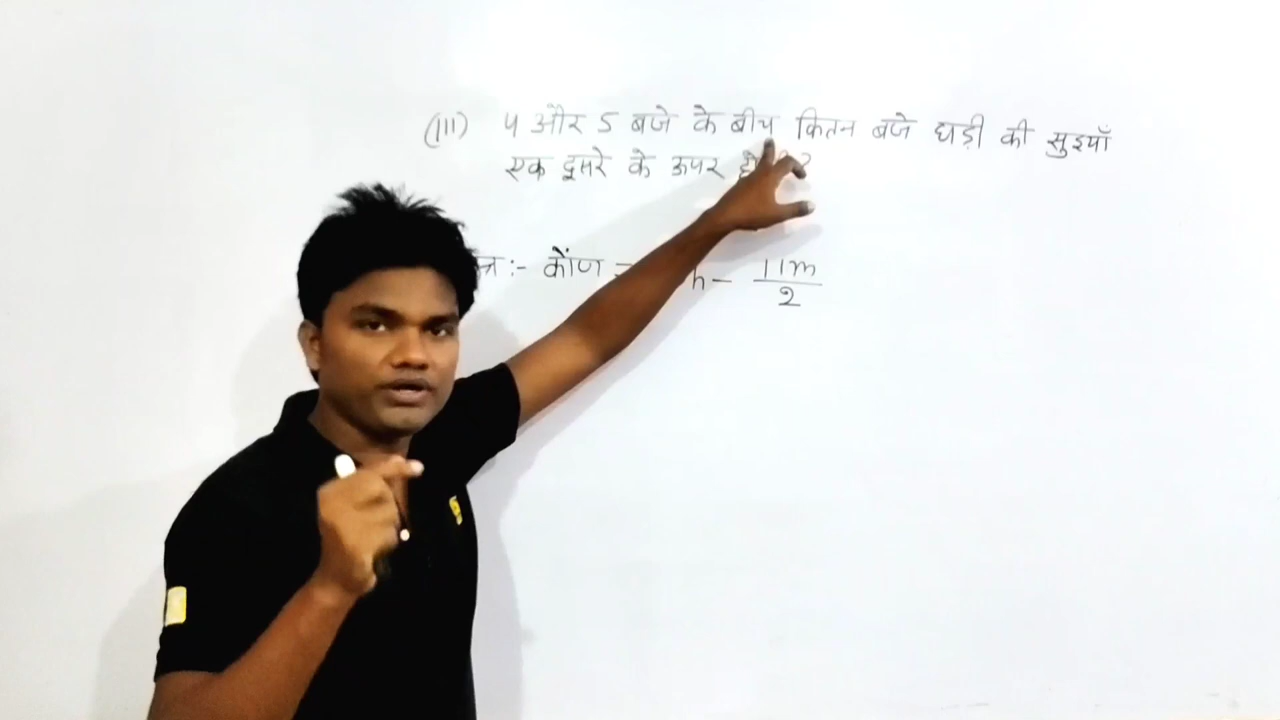 (III) 4 और 5 बजे के बीच कितन बजे घड़ी की सुइयाँ
एक दूसरे के ऊपर
:- कोंण = h - 11m/2